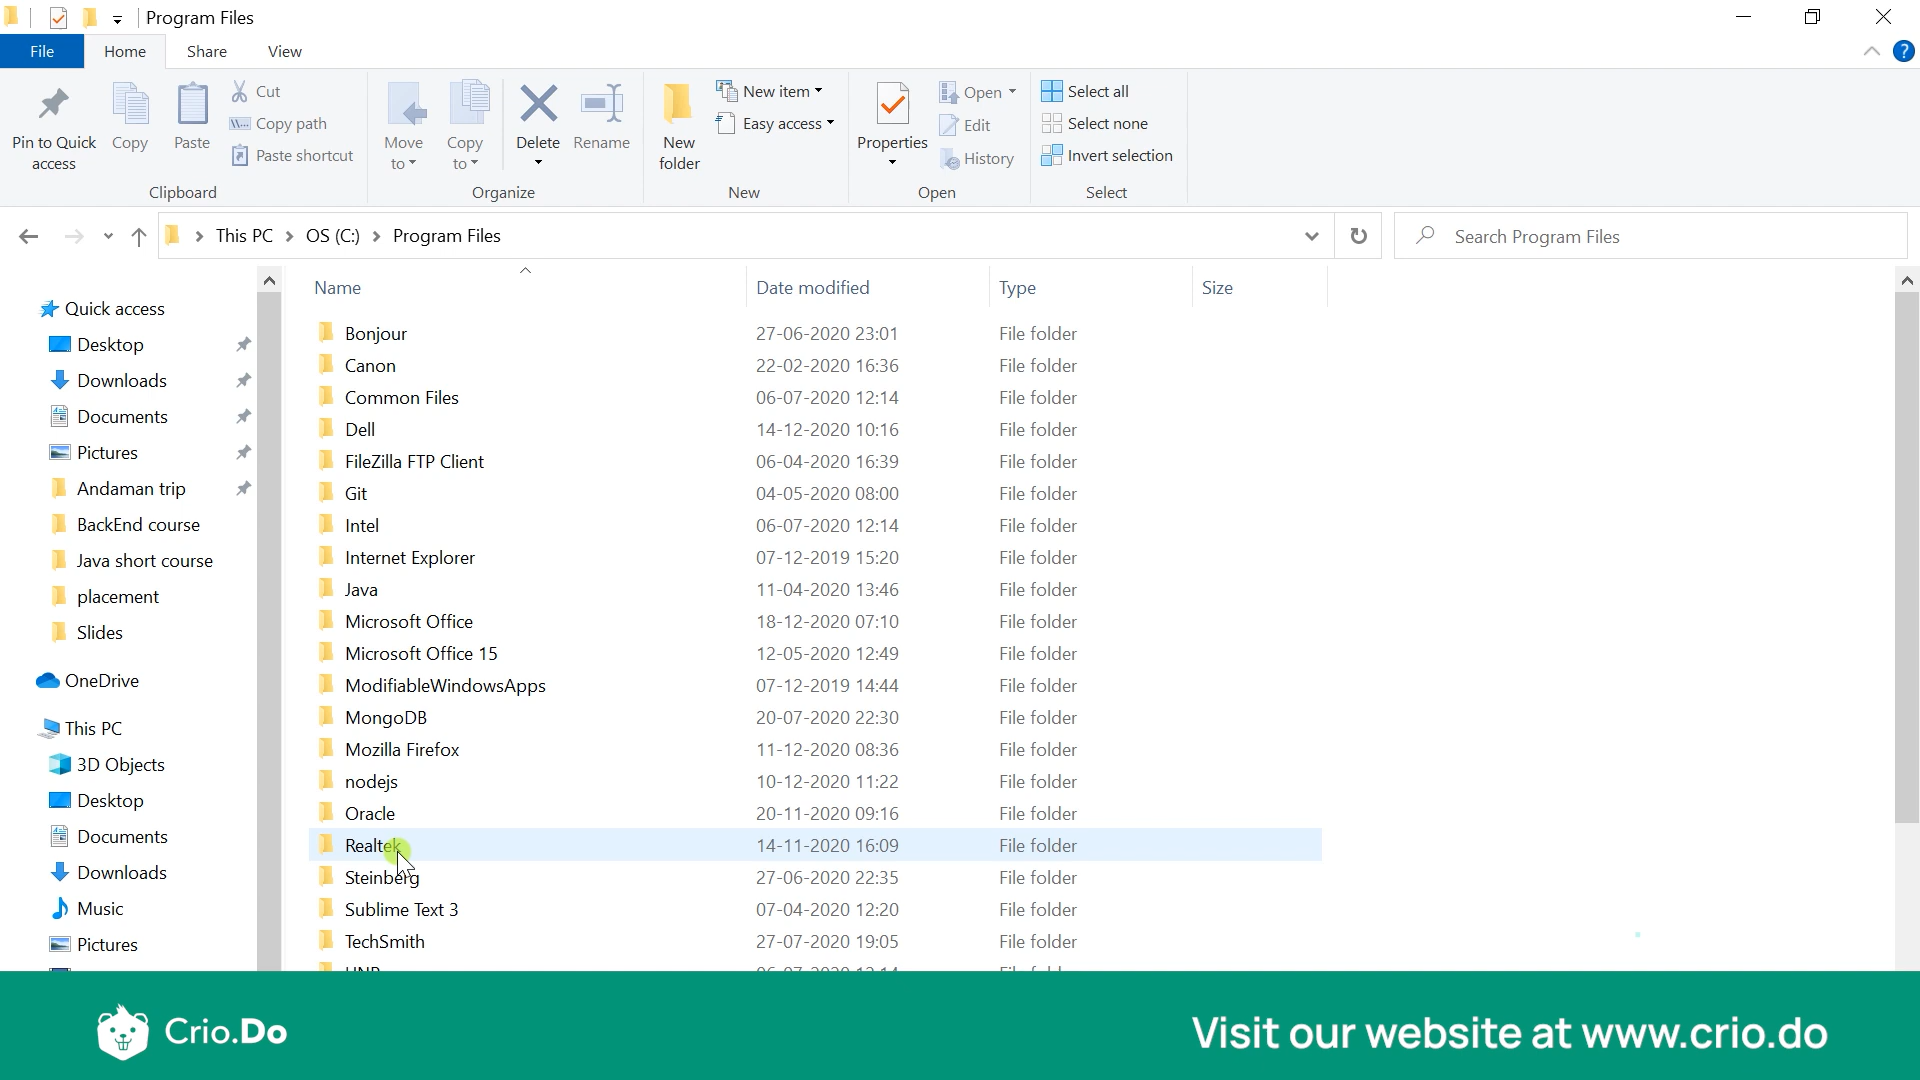 Program Files
File Home Share View
Pin to Quick access
Copy
Paste
Cut
Copy path
Paste shortcut
Clipboard
Move to
Copy to
Delete
Rename
Organize
New folder
New item
Easy access
New
Properties
Open
Edit
History
Open
Select all
Select none
Invert selection
Select
This PC > OS (C:) > Program Files
Search Program Files
Quick access
Desktop
Downloads
Documents
Pictures
Andaman trip
BackEnd course
Java short course
placement
Slides
OneDrive
This PC
3D Objects
Desktop
Documents
Downloads
Music
Pictures
Name Date modified Type Size
Bonjour 27-06-2020 23:01 File folder
Canon 22-02-2020 16:36 File folder
Common Files 06-07-2020 12:14 File folder
Dell 14-12-2020 10:16 File folder
FileZilla FTP Client 06-04-2020 16:39 File folder
Git 04-05-2020 08:00 File folder
Intel 06-07-2020 12:14 File folder
Internet Explorer 07-12-2019 15:20 File folder
Java 11-04-2020 13:46 File folder
Microsoft Office 18-12-2020 07:10 File folder
Microsoft Office 15 12-05-2020 12:49 File folder
ModifiableWindowsApps 07-12-2019 14:44 File folder
MongoDB 20-07-2020 22:30 File folder
Mozilla Firefox 11-12-2020 08:36 File folder
nodejs 10-12-2020 11:22 File folder
Oracle 20-11-2020 09:16 File folder
Realtek 14-11-2020 16:09 File folder
Steinberg 27-06-2020 22:35 File folder
Sublime Text 3 07-04-2020 12:20 File folder
TechSmith 27-07-2020 19:05 File folder
Crio.Do
Visit our website at www.crio.do